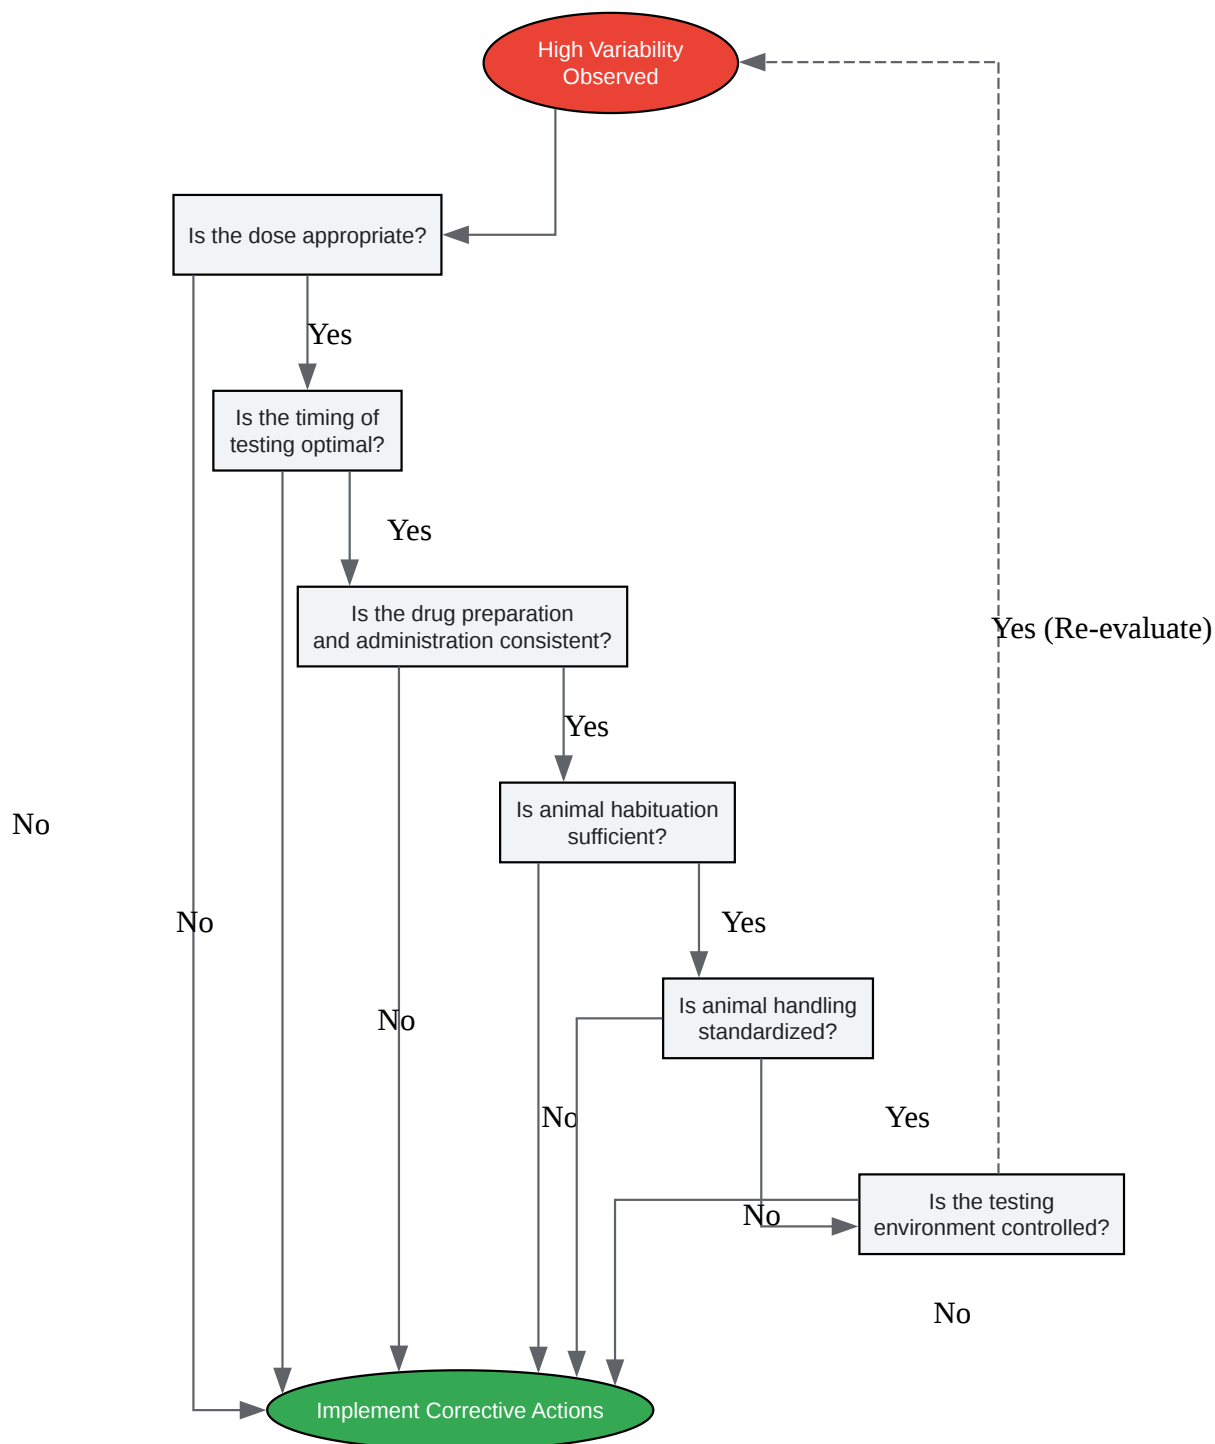 High Variability
Observed
Is the dose appropriate?
Yes
Is the timing of
testing optimal?
Yes
Is the drug preparation
and administration consistent?
Yes (Re-evaluate)
Yes
Is animal habituation
sufficient?
No
No
Yes
Is animal handling
standardized?
No
No
Yes
Is the testing
environment controlled?
No
No
Implement Corrective Actions